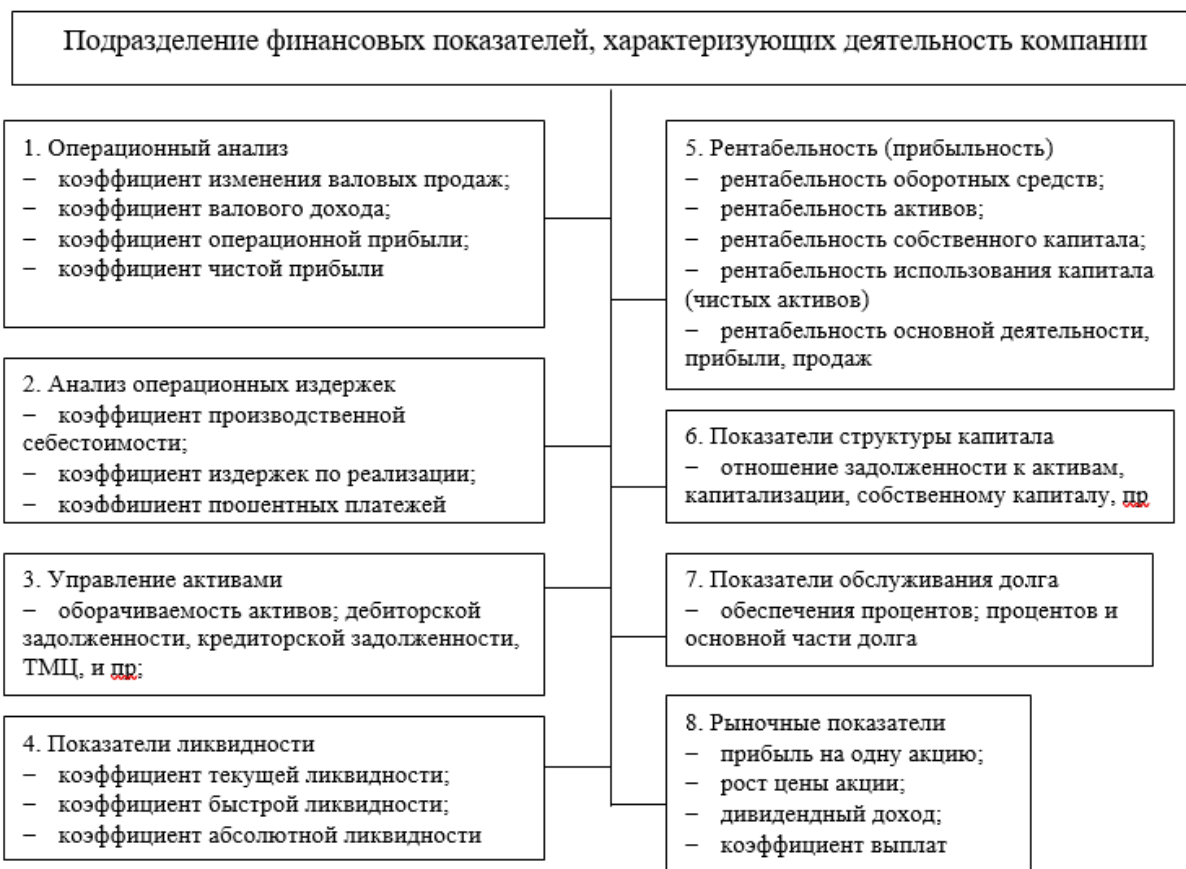 Подразделение финансовых показателей, характеризующих деятельность компании
1. Операционный анализ
− коэффициент изменения валовых продаж;
− коэффициент валового дохода;
− коэффициент операционной прибыли;
− коэффициент чистой прибыли
2. Анализ операционных издержек
− коэффициент производственной
себестоимости;
− коэффициент издержек по реализации;
− коэффициент процентных платежей
3. Управление активами
− оборачиваемость активов; дебиторской
задолженности, кредиторской задолженности,
ТМЦ, и пр;
4. Показатели ликвидности
− коэффициент текущей ликвидности;
− коэффициент быстрой ликвидности;
− коэффициент абсолютной ликвидности
5. Рентабельность (прибыльность)
− рентабельность оборотных средств;
− рентабельность активов;
− рентабельность собственного капитала;
− рентабельность использования капитала
(чистых активов)
− рентабельность основной деятельности,
прибыли, продаж
6. Показатели структуры капитала
− отношение задолженности к активам,
капитализации, собственному капиталу, пр
7. Показатели обслуживания долга
− обеспечения процентов; процентов и
основной части долга
8. Рыночные показатели
− прибыль на одну акцию;
− рост цены акции;
− дивидендный доход;
− коэффициент выплат